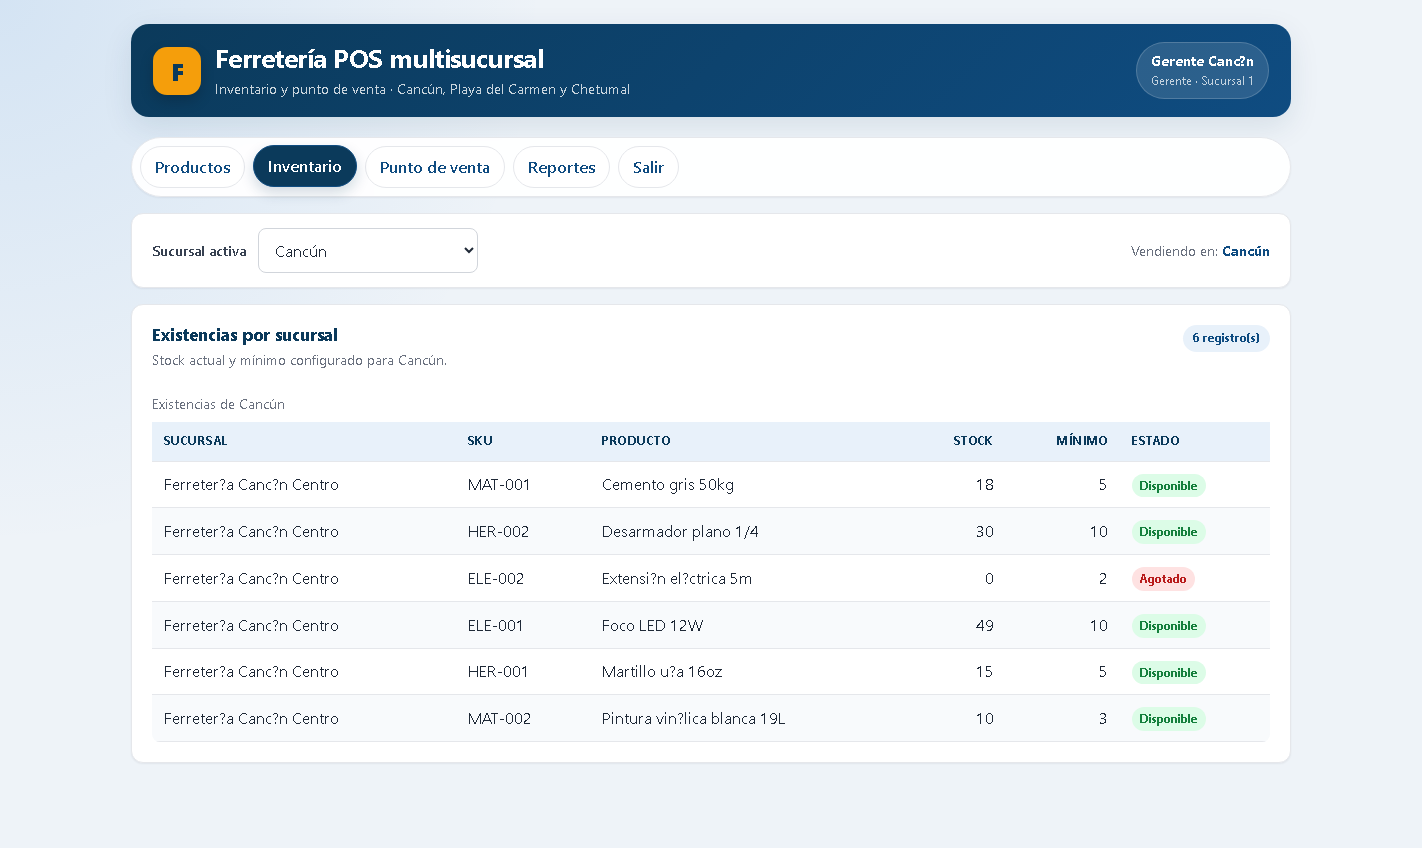 F
Ferretería POS multisucursal
Inventario y punto de venta · Cancún, Playa del Carmen y Chetumal
Gerente Canc?n
Gerente · Sucursal 1
Productos Inventario Punto de venta Reportes Salir
Sucursal activa Cancún Vendiendo en: Cancún
Existencias por sucursal 6 registro(s)
Stock actual y mínimo configurado para Cancún.
Existencias de Cancún
SUCURSAL SKU PRODUCTO STOCK MÍNIMO ESTADO
Ferreter?a Canc?n Centro MAT-001 Cemento gris 50kg 18 5 Disponible
Ferreter?a Canc?n Centro HER-002 Desarmador plano 1/4 30 10 Disponible
Ferreter?a Canc?n Centro ELE-002 Extensi?n el?ctrica 5m 0 2 Agotado
Ferreter?a Canc?n Centro ELE-001 Foco LED 12W 49 10 Disponible
Ferreter?a Canc?n Centro HER-001 Martillo u?a 16oz 15 5 Disponible
Ferreter?a Canc?n Centro MAT-002 Pintura vin?lica blanca 19L 10 3 Disponible